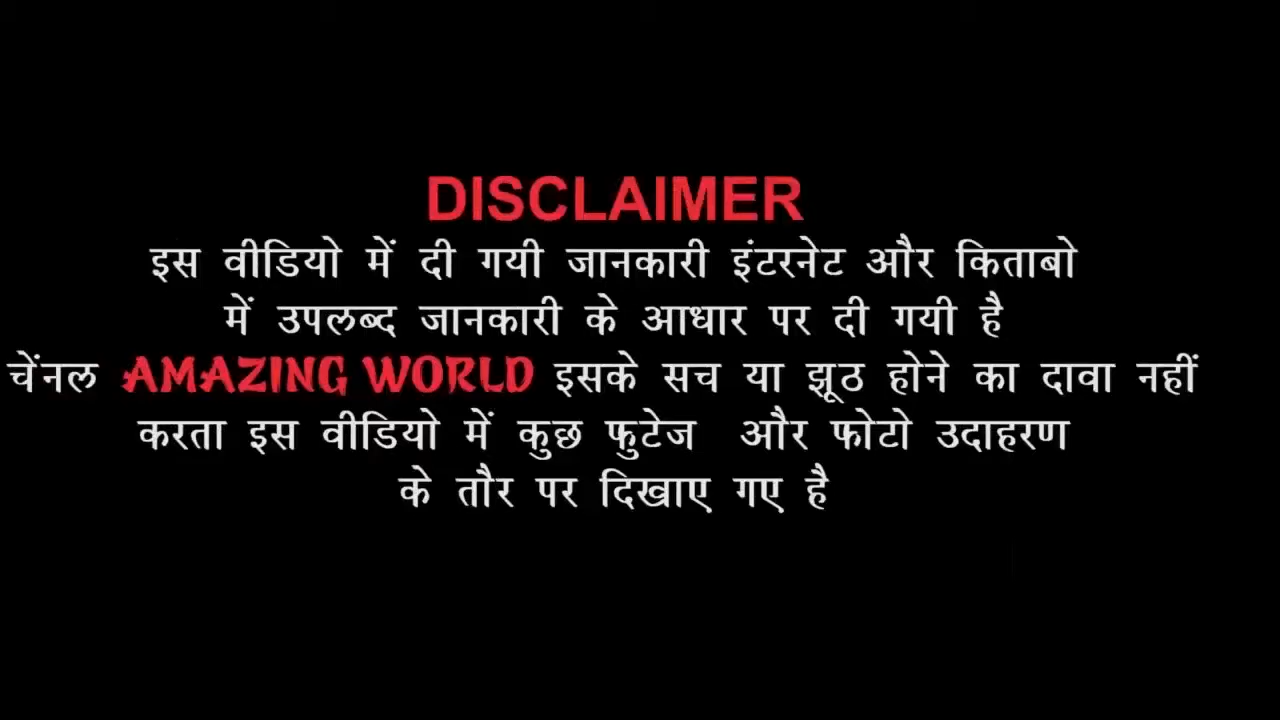 DISCLAIMER
इस वीडियो में दी गयी जानकारी इंटरनेट और किताबो
में उपलब्द जानकारी के आधार पर दी गयी है
चेंनल AMAZING WORLD इसके सच या झूठ होने का दावा नहीं
करता इस वीडियो में कुछ फुटेज और फोटो उदाहरण
के तौर पर दिखाए गए है